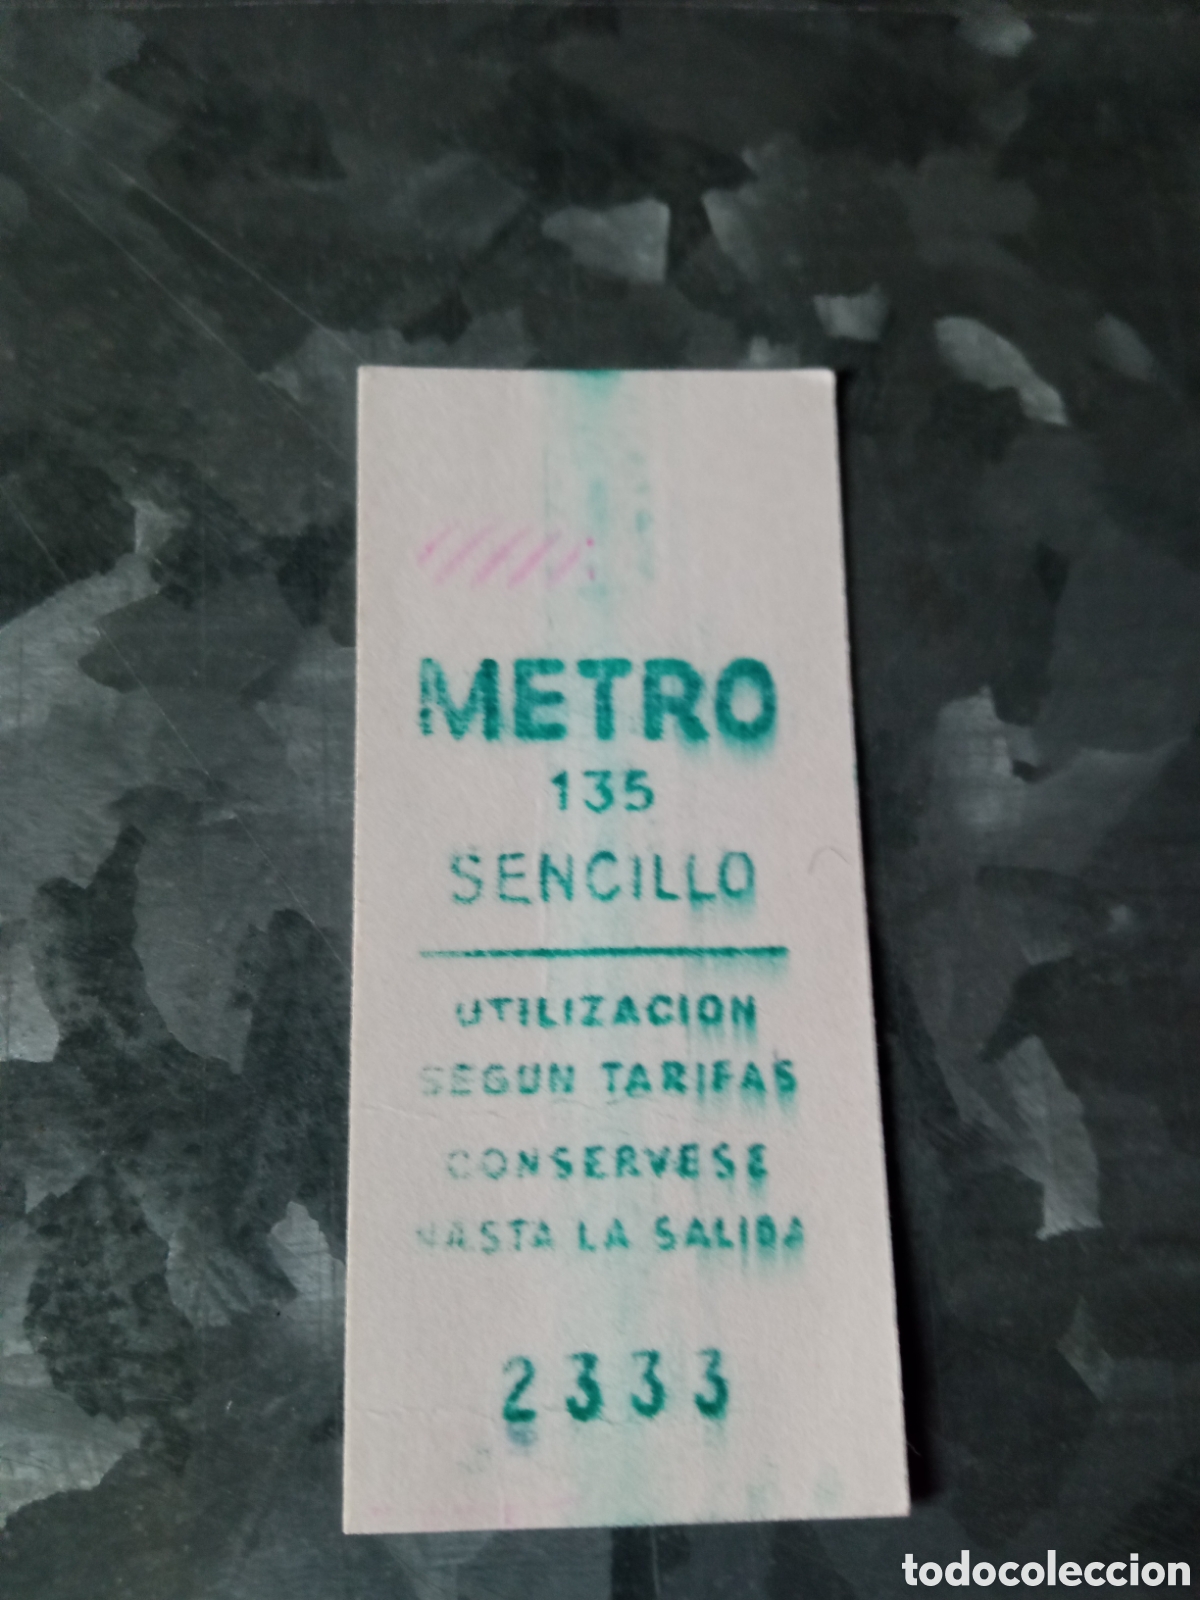 METRO
135
SENCILLO
UTILIZACION
SEGUN TARIFAS
CONSERVESE
HASTA LA SALIDA
2333
todocoleccion